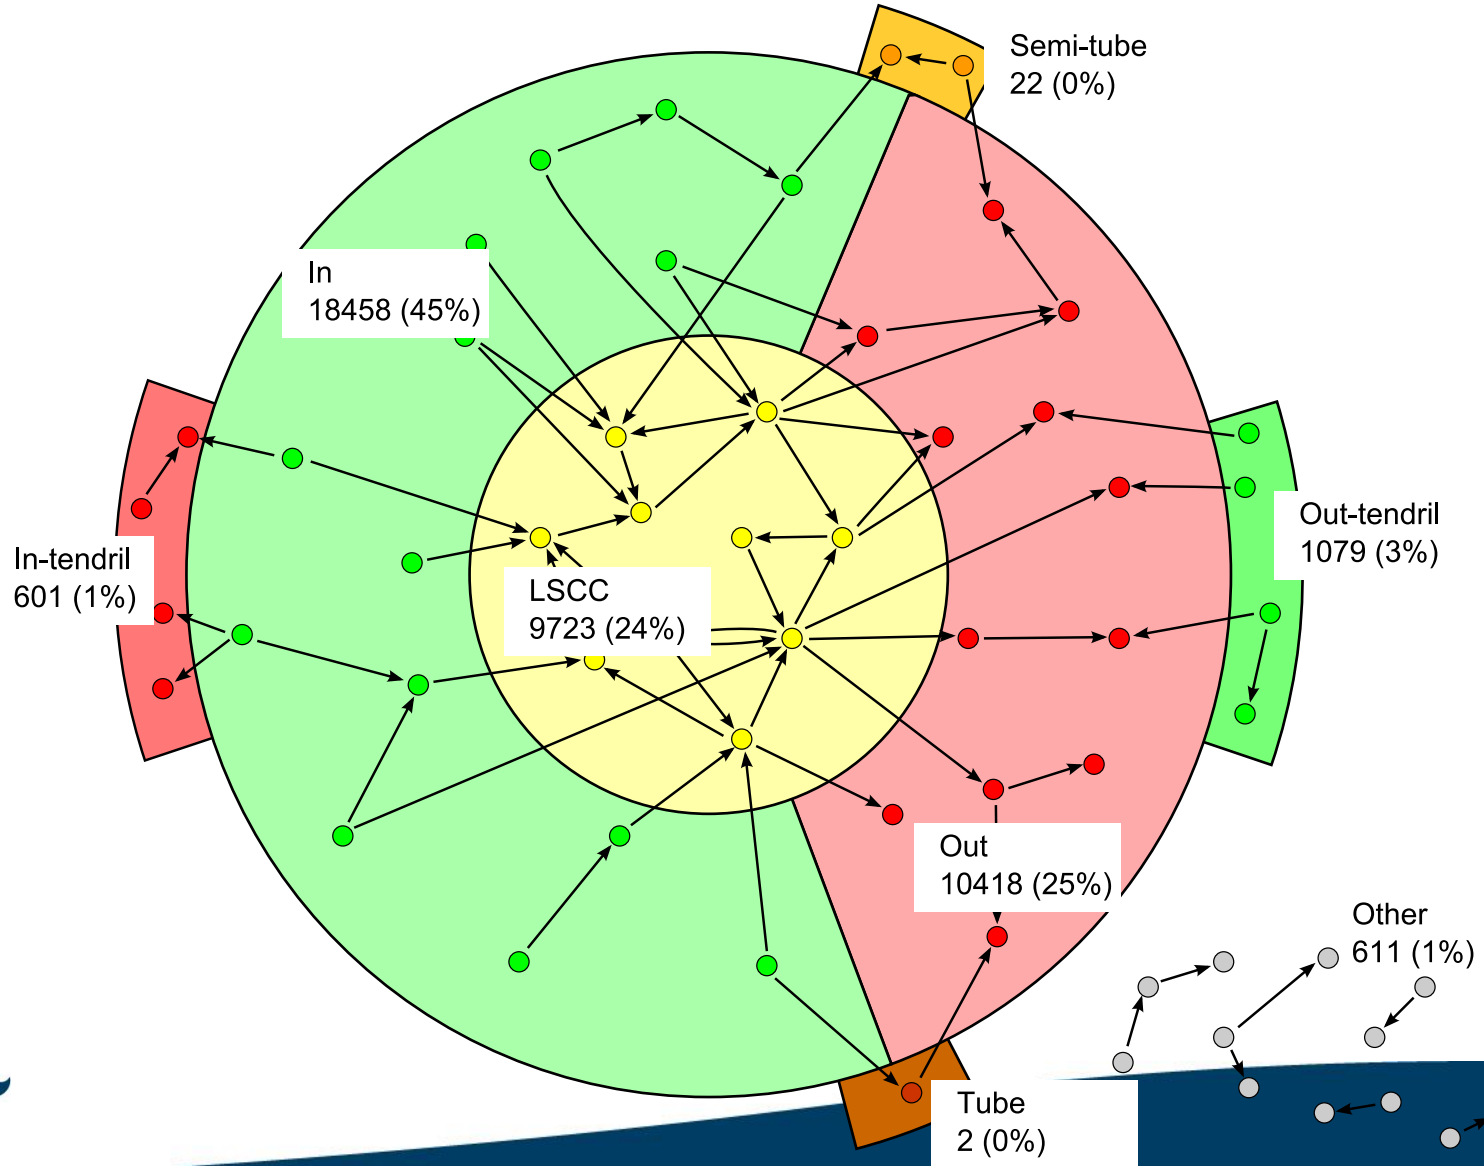 Semi-tube
22 (0%)
In
18458 (45%)
Out-tendril
1079 (3%)
In-tendril
601 (1%)
LSCC
9723 (24%)
Out
10418 (25%)
Other
611 (1%)
Tube
2 (0%)